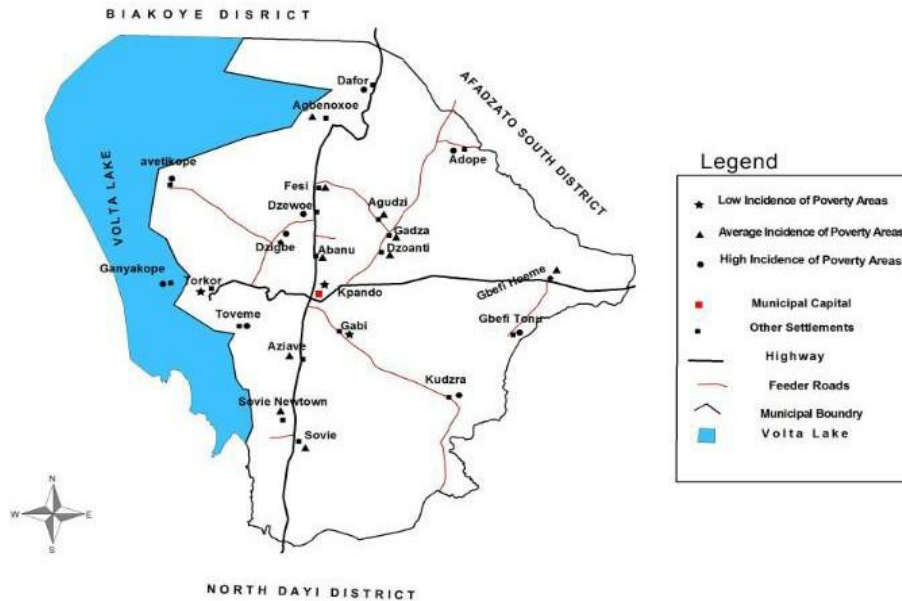 BIAKOYE DISRICT
Dafor
Agbenoxoe
AFADZATO SOUTH DISTRICT
Adope
avetikope
VOLTA LAKE
Fesi
Dzewoe
Agudzi
Gadza
Dzigbe
Abanu
Dzoanti
Ganyakope
Torkor
Kpando
Gbefi Hoeme
Toveme
Gabi
Gbefi Tonu
Aziave
Kudzra
Sovie Newtown
Sovie
N
W
E
S
NORTH DAYI DISTRICT
Legend
Low Incidence of Poverty Areas
Average Incidence of Poverty Areas
High Incidence of Poverty Areas
Municipal Capital
Other Settlements
Highway
Feeder Roads
Municipal Boundry
Volta Lake